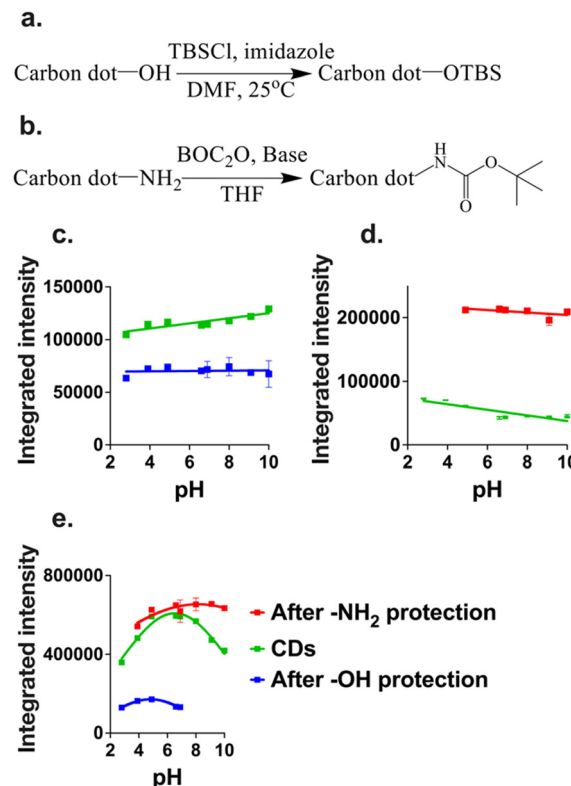 a.
TBSCl, imidazole
Carbon dot—OH
Carbon dot—OTBS
DMF, 25°C
b.
BOC2O, Base
Carbon dot—NH2
Carbon dot
H
N
O
O
THF
c.
Integrated intensity
150000
100000
50000
0
2 4 6 8 10
pH
d.
Integrated intensity
200000
100000
0
2 4 6 8 10
pH
e.
Integrated intensity
800000
400000
0
2 4 6 8 10
pH
After -NH2 protection
CDs
After -OH protection